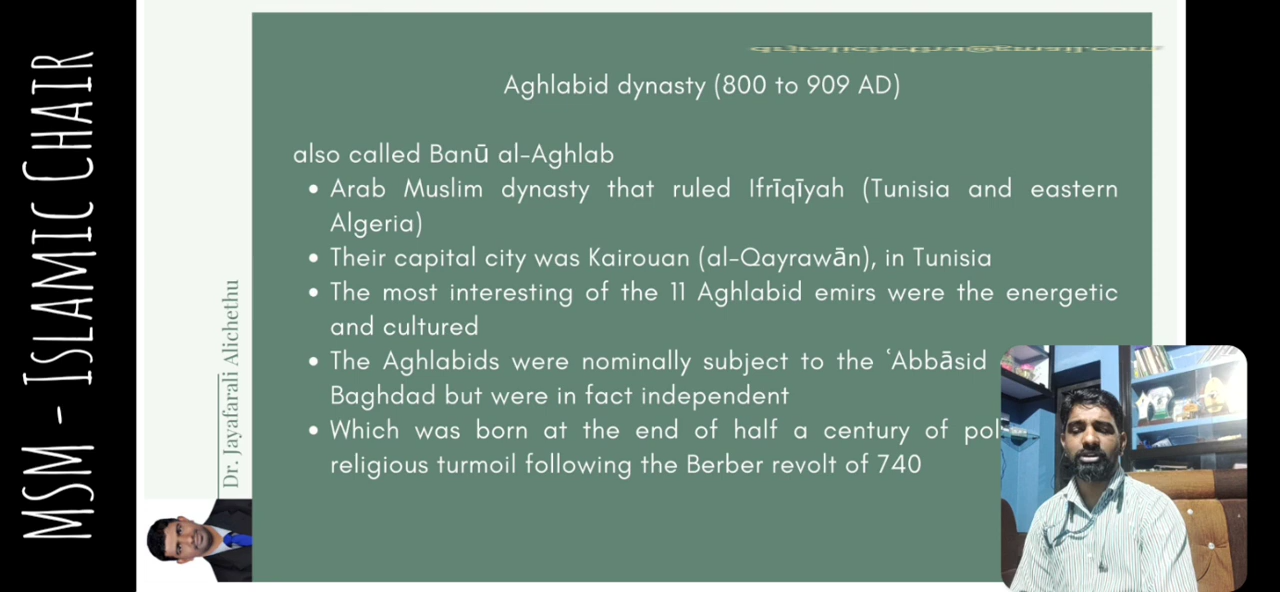 MSM - ISLAMIC CHAIR
Dr. Jayafarali Alichethu
Aghlabid dynasty (800 to 909 AD)
also called Banū al-Aghlab
• Arab Muslim dynasty that ruled Ifrīqīyah (Tunisia and eastern
Algeria)
• Their capital city was Kairouan (al-Qayrawān), in Tunisia
• The most interesting of the 11 Aghlabid emirs were the energetic
and cultured
• The Aghlabids were nominally subject to the ʿAbbāsid
Baghdad but were in fact independent
• Which was born at the end of half a century of pol
religious turmoil following the Berber revolt of 740